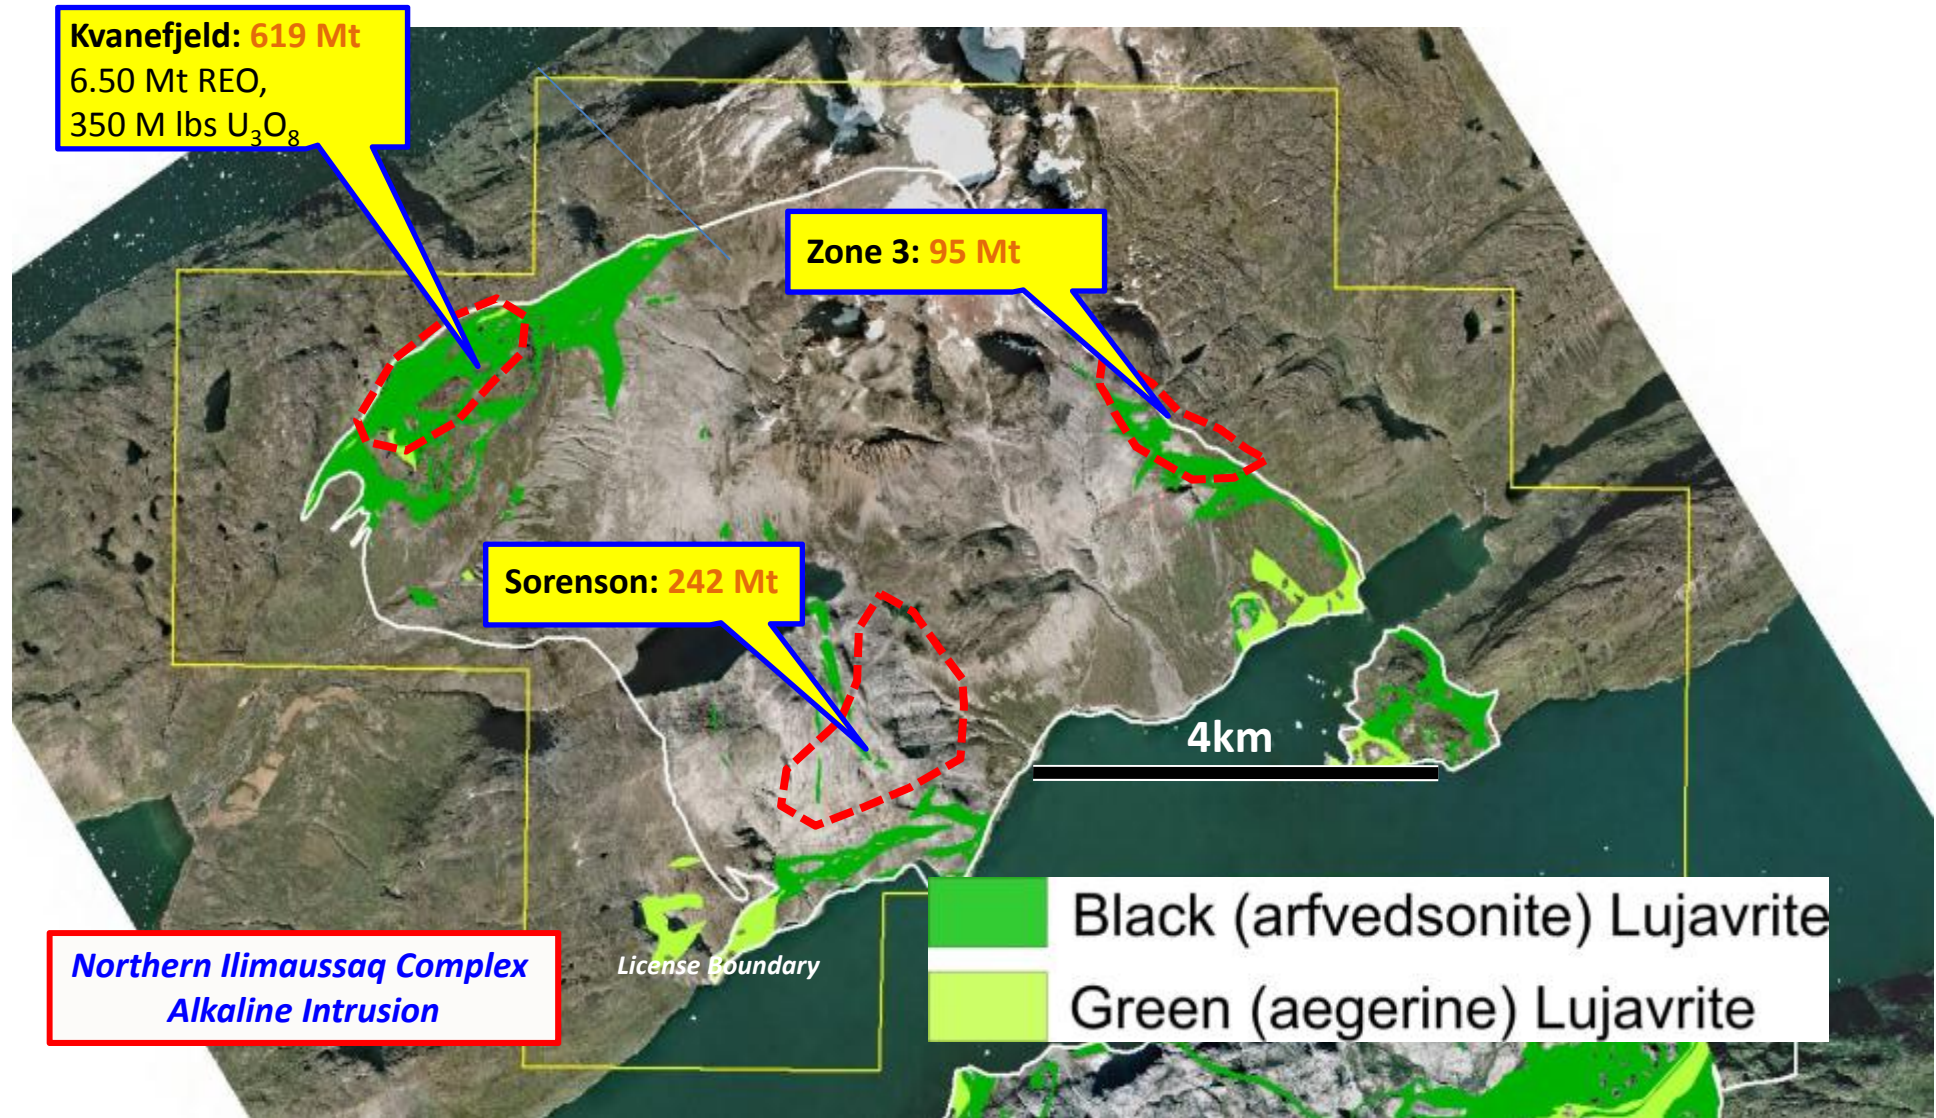 Kvanefjeld: 619 Mt
6.50 Mt REO,
350 M lbs U₃O₈
Zone 3: 95 Mt
Sorenson: 242 Mt
4km
Black (arfvedsonite) Lujavrite
Green (aegerine) Lujavrite
License Boundary
Northern Ilimaussaq Complex
Alkaline Intrusion